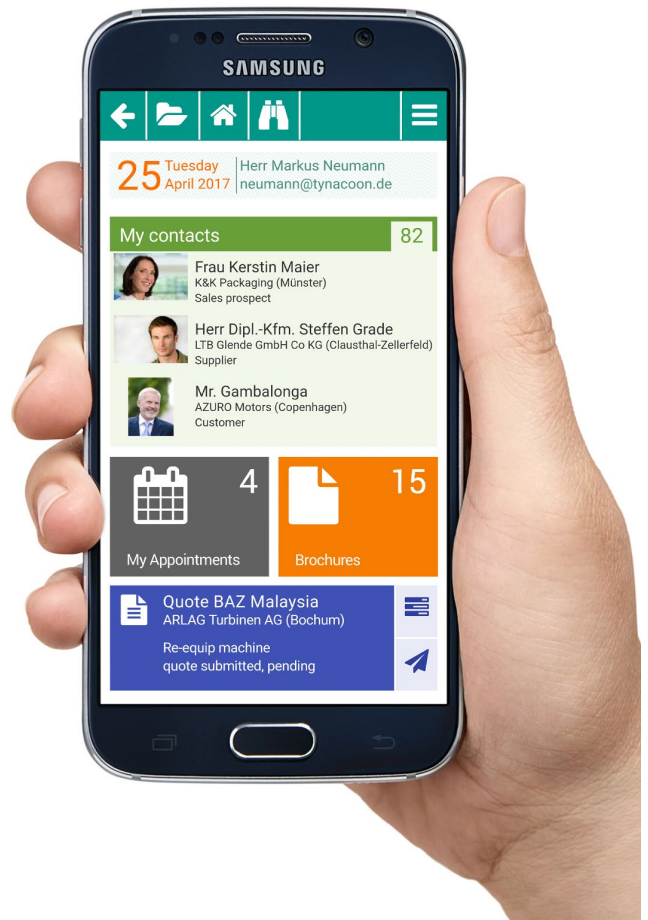 SAMSUNG
25 Tuesday
April 2017
Herr Markus Neumann
neumann@tynacoon.de
My contacts
82
Frau Kerstin Maier
K&K Packaging (Münster)
Sales prospect
Herr Dipl.-Kfm. Steffen Grade
LTB Glende GmbH Co KG (Clausthal-Zellerfeld)
Supplier
Mr. Gambalonga
AZURO Motors (Copenhagen)
Customer
4
My Appointments
15
Brochures
Quote BAZ Malaysia
ARLAG Turbinen AG (Bochum)
Re-equip machine
quote submitted, pending